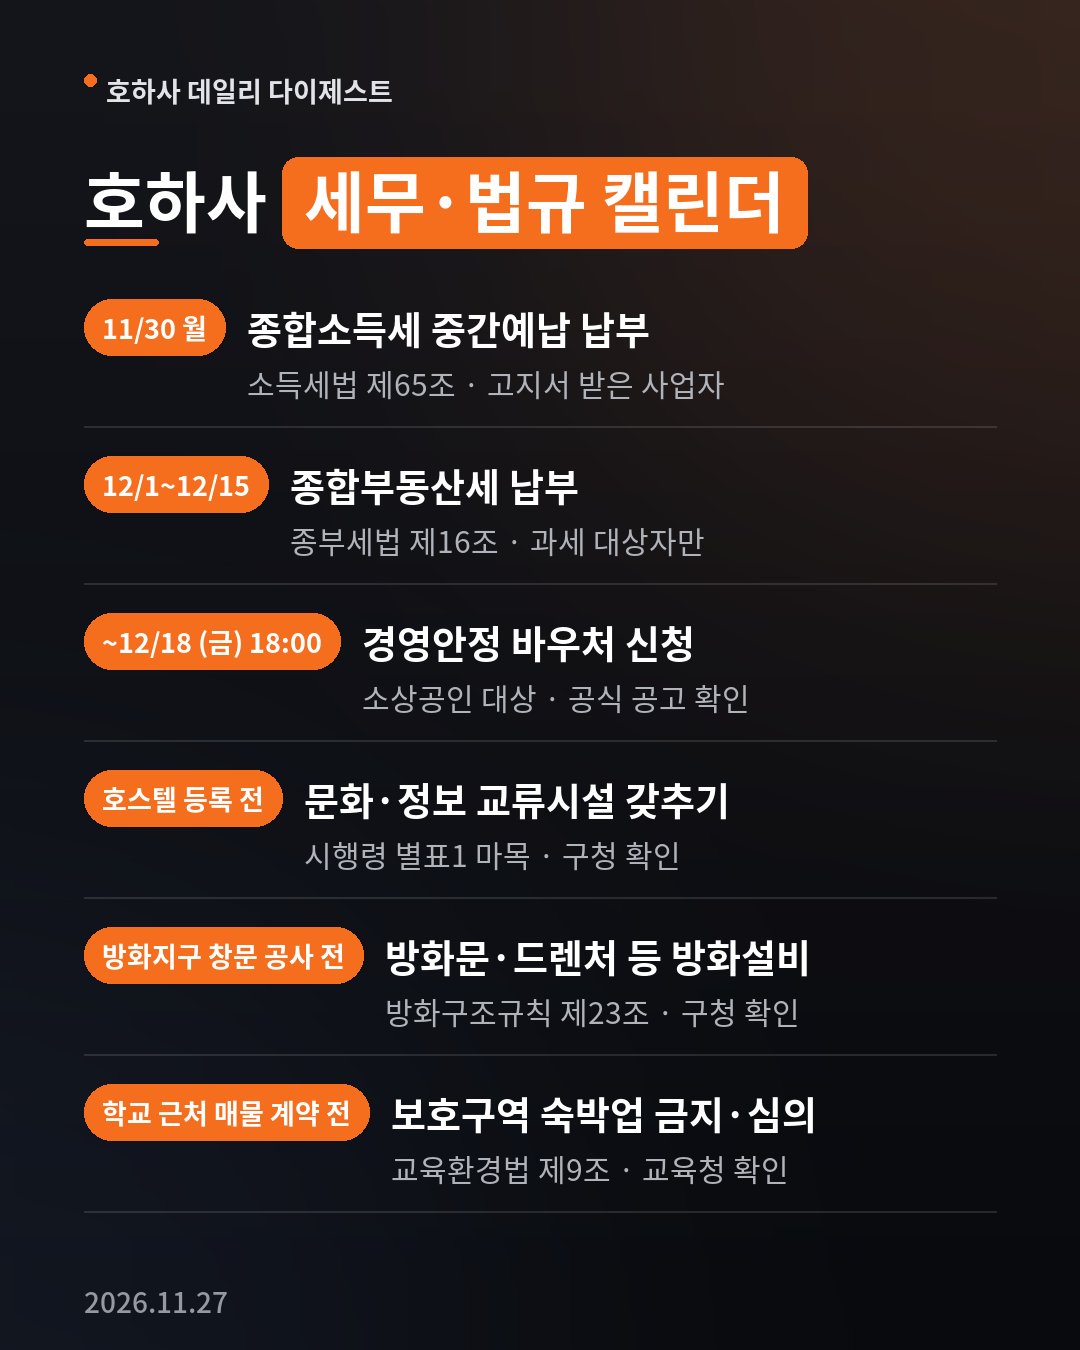 호하사 데일리 다이제스트
호하사 세무·법규 캘린더
11/30 월 종합소득세 중간예납 납부
소득세법 제65조 · 고지서 받은 사업자
12/1~12/15 종합부동산세 납부
종부세법 제16조 · 과세 대상자만
~12/18 (금) 18:00 경영안정 바우처 신청
소상공인 대상 · 공식 공고 확인
호스텔 등록 전 문화·정보 교류시설 갖추기
시행령 별표1 마목 · 구청 확인
방화지구 창문 공사 전 방화문·드렌처 등 방화설비
방화구조규칙 제23조 · 구청 확인
학교 근처 매물 계약 전 보호구역 숙박업 금지·심의
교육환경법 제9조 · 교육청 확인
2026.11.27